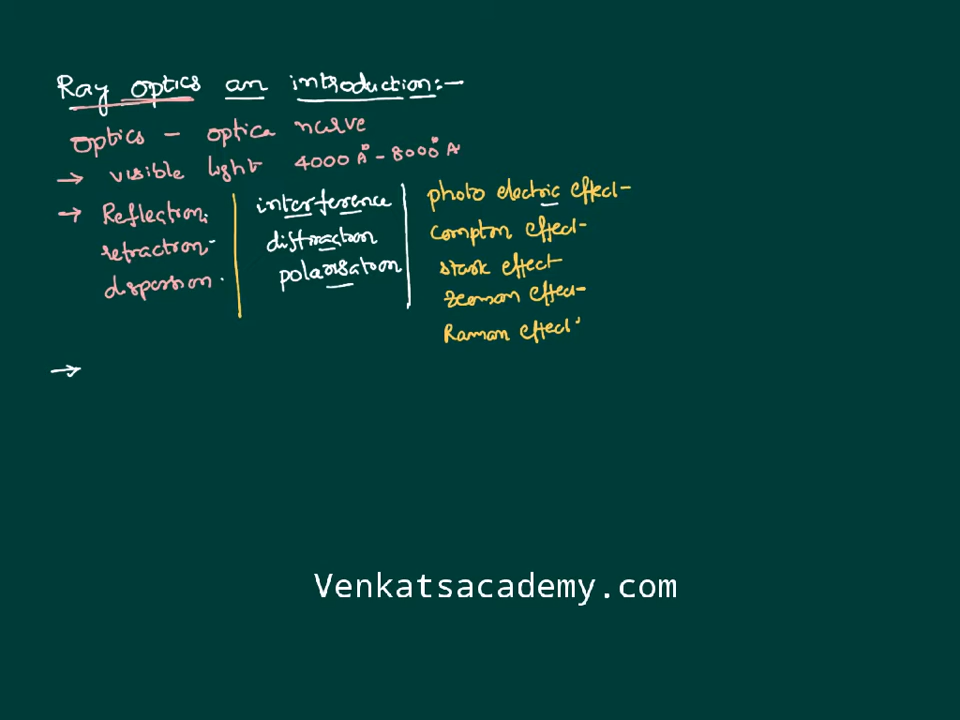 Ray optics an introduction:-
optics - optica nerve
→ visible light 4000 A° - 8000° A
→ Reflection.
refraction-
dispersion.
interference
diffraction
polarisation
photo electric effect-
compton effect-
stark effect
zeeman effect-
Raman effect
→
Venkatsacademy.com